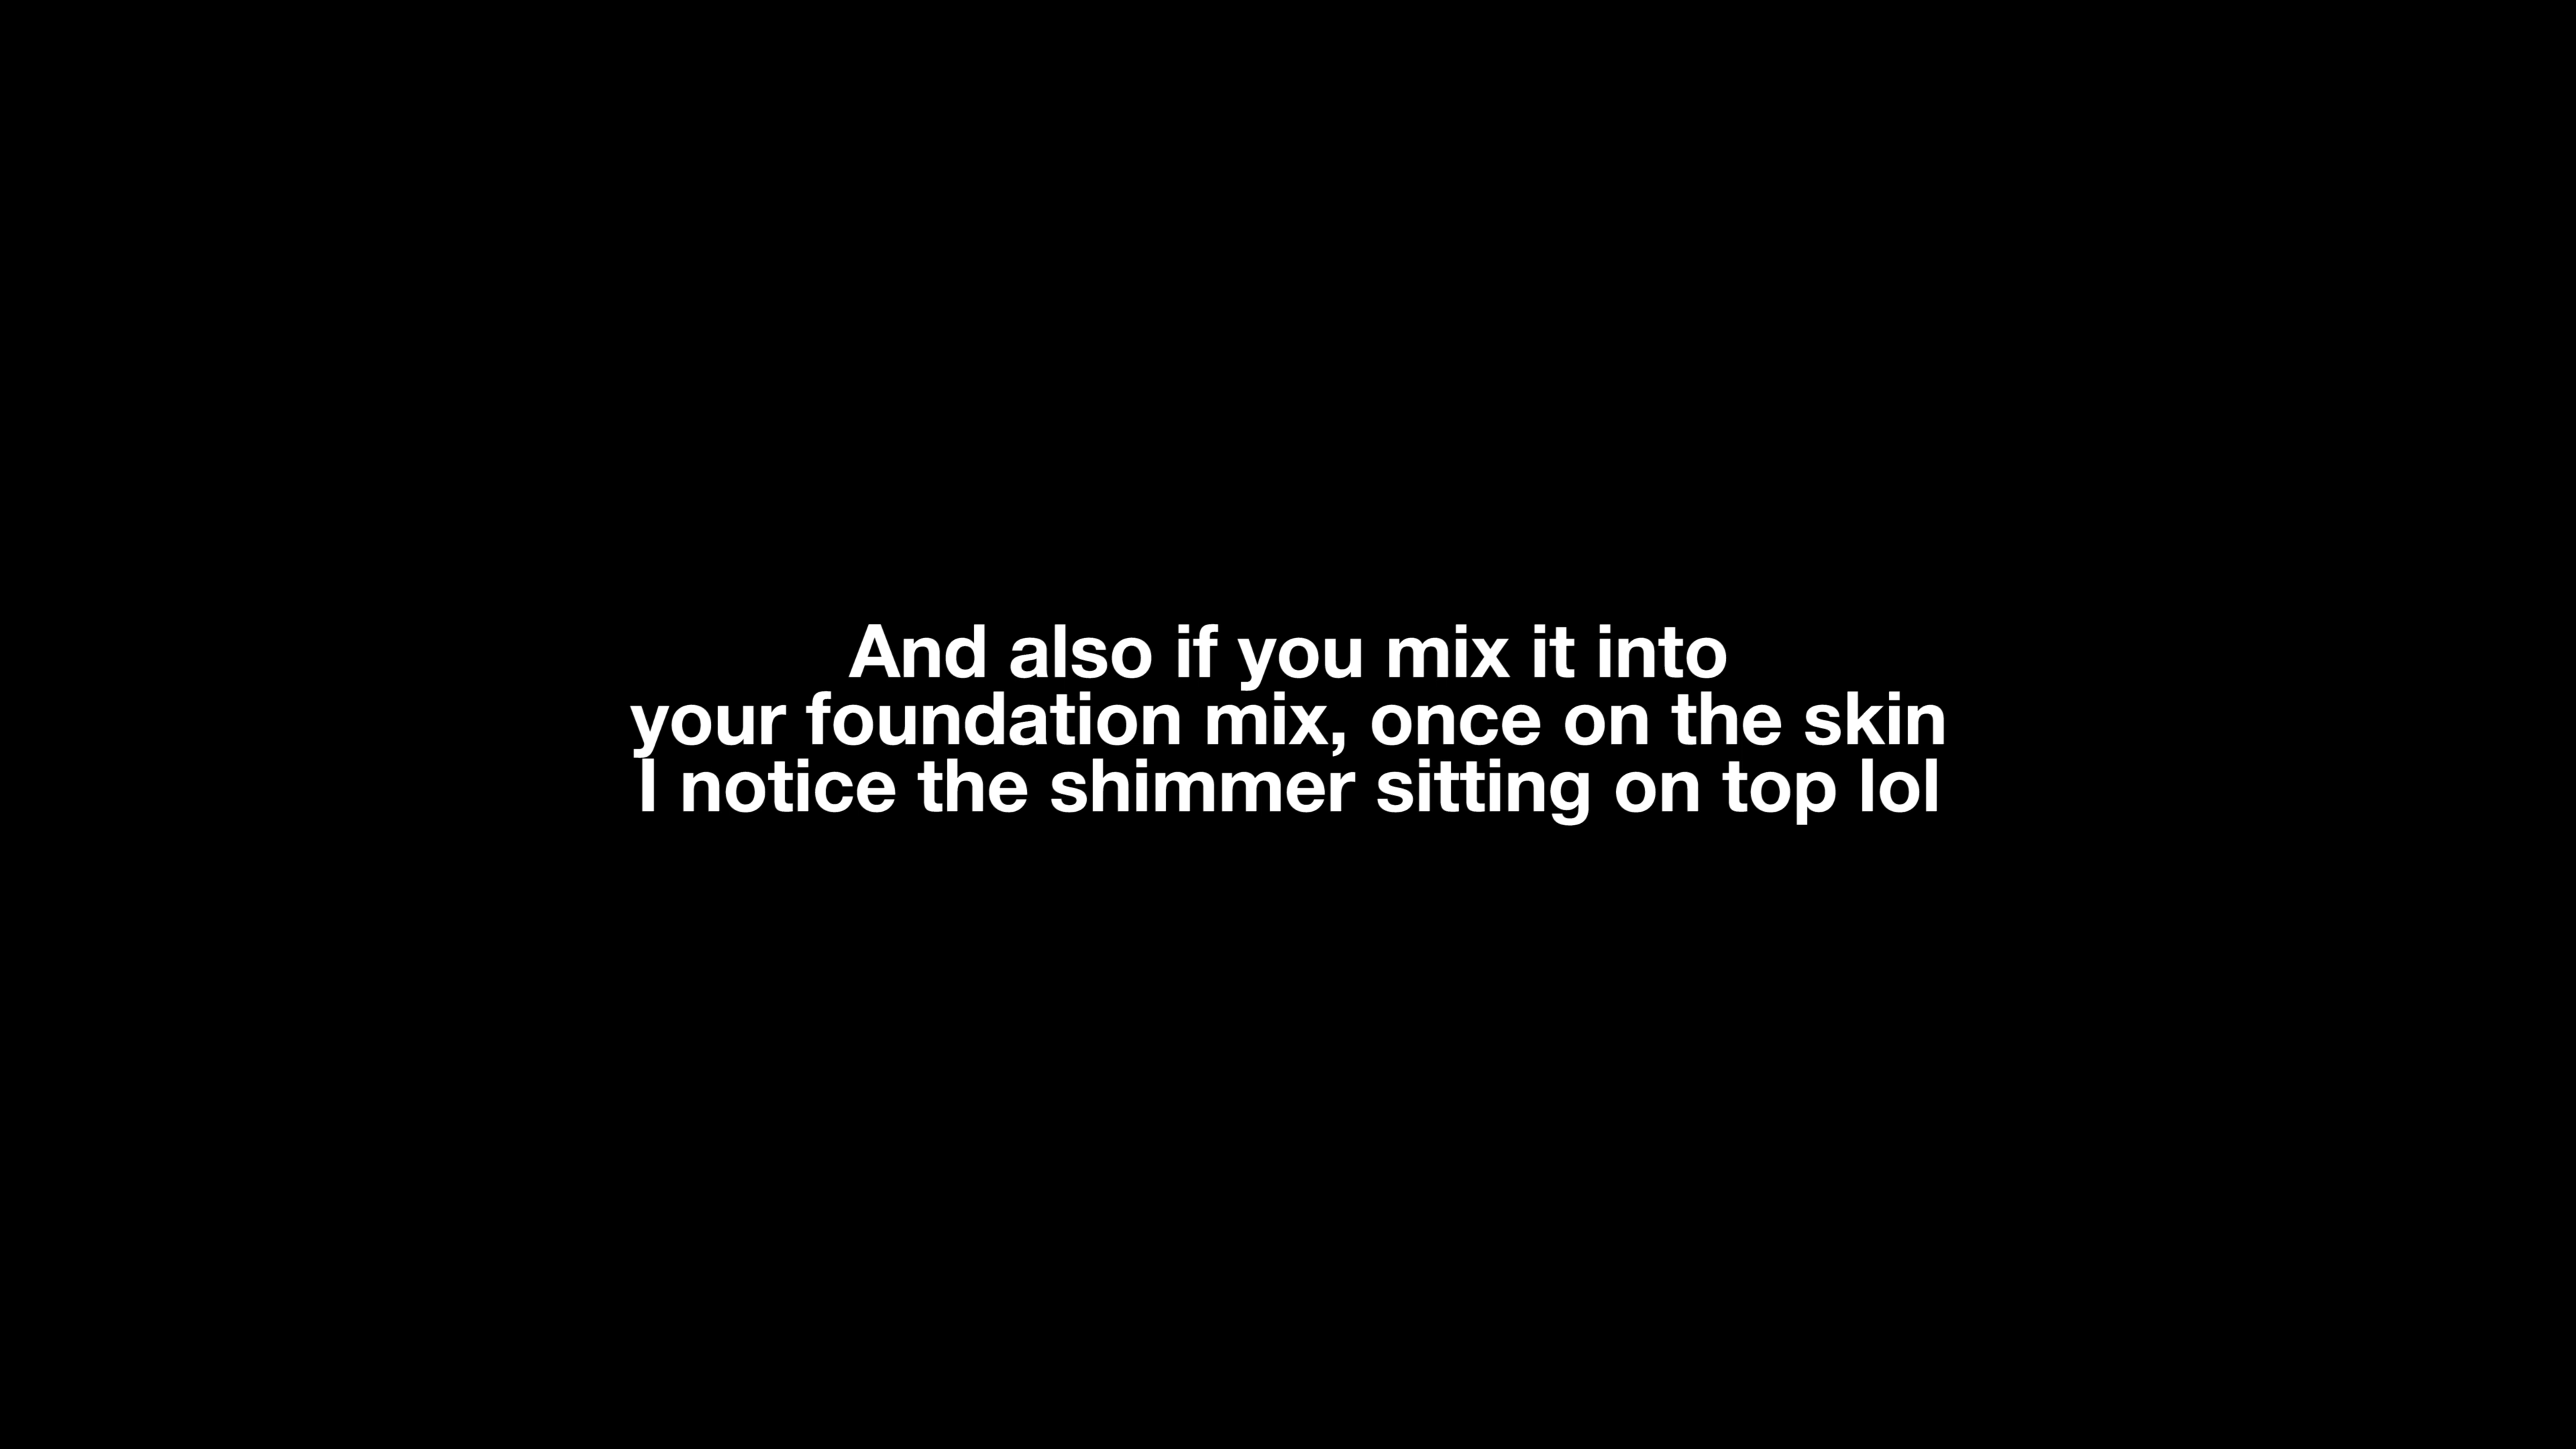 And also if you mix it into
your foundation mix, once on the skin
I notice the shimmer sitting on top lol